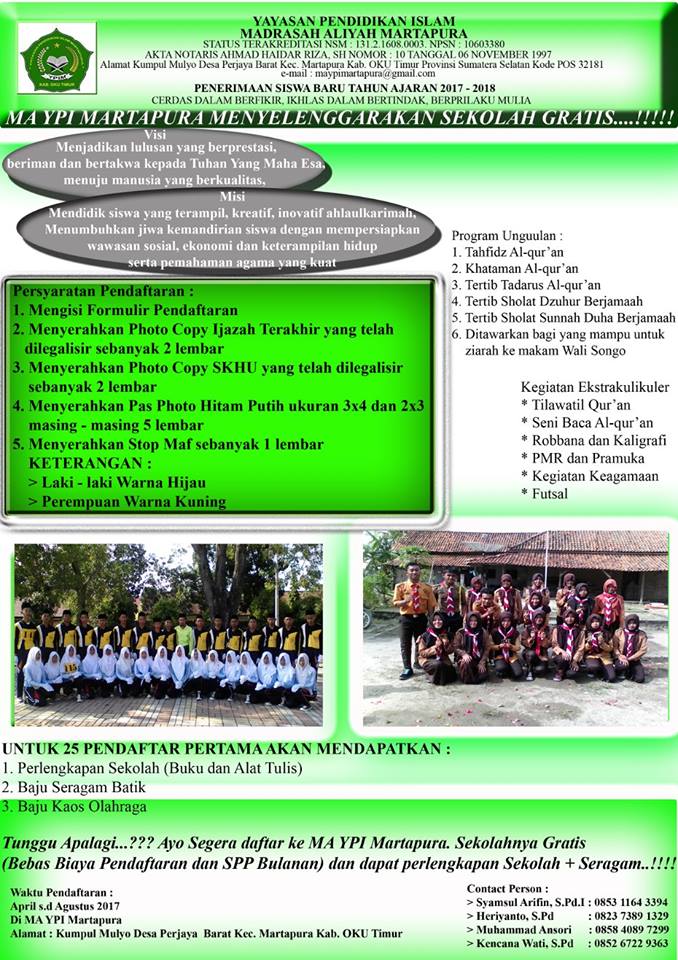 YAYASAN PENDIDIKAN ISLAM
MADRASAH ALIYAH MARTAPURA
STATUS TERAKREDITASI NSM : 131.2.1608.0003. NPSN : 10603380
AKTA NOTARIS AHMAD HAIDAR RIZA, SH NOMOR : 10 TANGGAL 06 NOVEMBER 1997
Alamat Kumpul Mulyo Desa Perjaya Barat Kec. Martapura Kab. OKU Timur Provinsi Sumatera Selatan Kode POS 32181
e-mail : maypimartapura@gmail.com
YPIM
KAB. OKU TIMUR
PENERIMAAN SISWA BARU TAHUN AJARAN 2017 - 2018
CERDAS DALAM BERFIKIR, IKHLAS DALAM BERTINDAK, BERPRILAKU MULIA
MA YPI MARTAPURA MENYELENGGARAKAN SEKOLAH GRATIS....!!!!!
Visi
Menjadikan lulusan yang berprestasi,
beriman dan bertakwa kepada Tuhan Yang Maha Esa,
menuju manusia yang berkualitas,
Misi
Mendidik siswa yang terampil, kreatif, inovatif ahlaulkarimah,
Menumbuhkan jiwa kemandirian siswa dengan mempersiapkan
wawasan sosial, ekonomi dan keterampilan hidup
serta pemahaman agama yang kuat
Persyaratan Pendaftaran :
1. Mengisi Formulir Pendaftaran
2. Menyerahkan Photo Copy Ijazah Terakhir yang telah
dilegalisir sebanyak 2 lembar
3. Menyerahkan Photo Copy SKHU yang telah dilegalisir
sebanyak 2 lembar
4. Menyerahkan Pas Photo Hitam Putih ukuran 3x4 dan 2x3
masing - masing 5 lembar
5. Menyerahkan Stop Maf sebanyak 1 lembar
KETERANGAN :
> Laki - laki Warna Hijau
> Perempuan Warna Kuning
Program Unguulan :
1. Tahfidz Al-qur'an
2. Khataman Al-qur'an
3. Tertib Tadarus Al-qur'an
4. Tertib Sholat Dzuhur Berjamaah
5. Tertib Sholat Sunnah Duha Berjamaah
6. Ditawarkan bagi yang mampu untuk
ziarah ke makam Wali Songo
Kegiatan Ekstrakulikuler
* Tilawatil Qur'an
* Seni Baca Al-qur'an
* Robbana dan Kaligrafi
* PMR dan Pramuka
* Kegiatan Keagamaan
* Futsal
UNTUK 25 PENDAFTAR PERTAMA AKAN MENDAPATKAN :
1. Perlengkapan Sekolah (Buku dan Alat Tulis)
2. Baju Seragam Batik
3. Baju Kaos Olahraga
Tunggu Apalagi...??? Ayo Segera daftar ke MA YPI Martapura. Sekolahnya Gratis
(Bebas Biaya Pendaftaran dan SPP Bulanan) dan dapat perlengkapan Sekolah + Seragam..!!!!
Waktu Pendaftaran :
April s.d Agustus 2017
Di MA YPI Martapura
Alamat : Kumpul Mulyo Desa Perjaya Barat Kec. Martapura Kab. OKU Timur
Contact Person :
> Syamsul Arifin, S.Pd.I : 0853 1164 3394
> Heriyanto, S.Pd : 0823 7389 1329
> Muhammad Ansori : 0858 4089 7299
> Kencana Wati, S.Pd : 0852 6722 9363